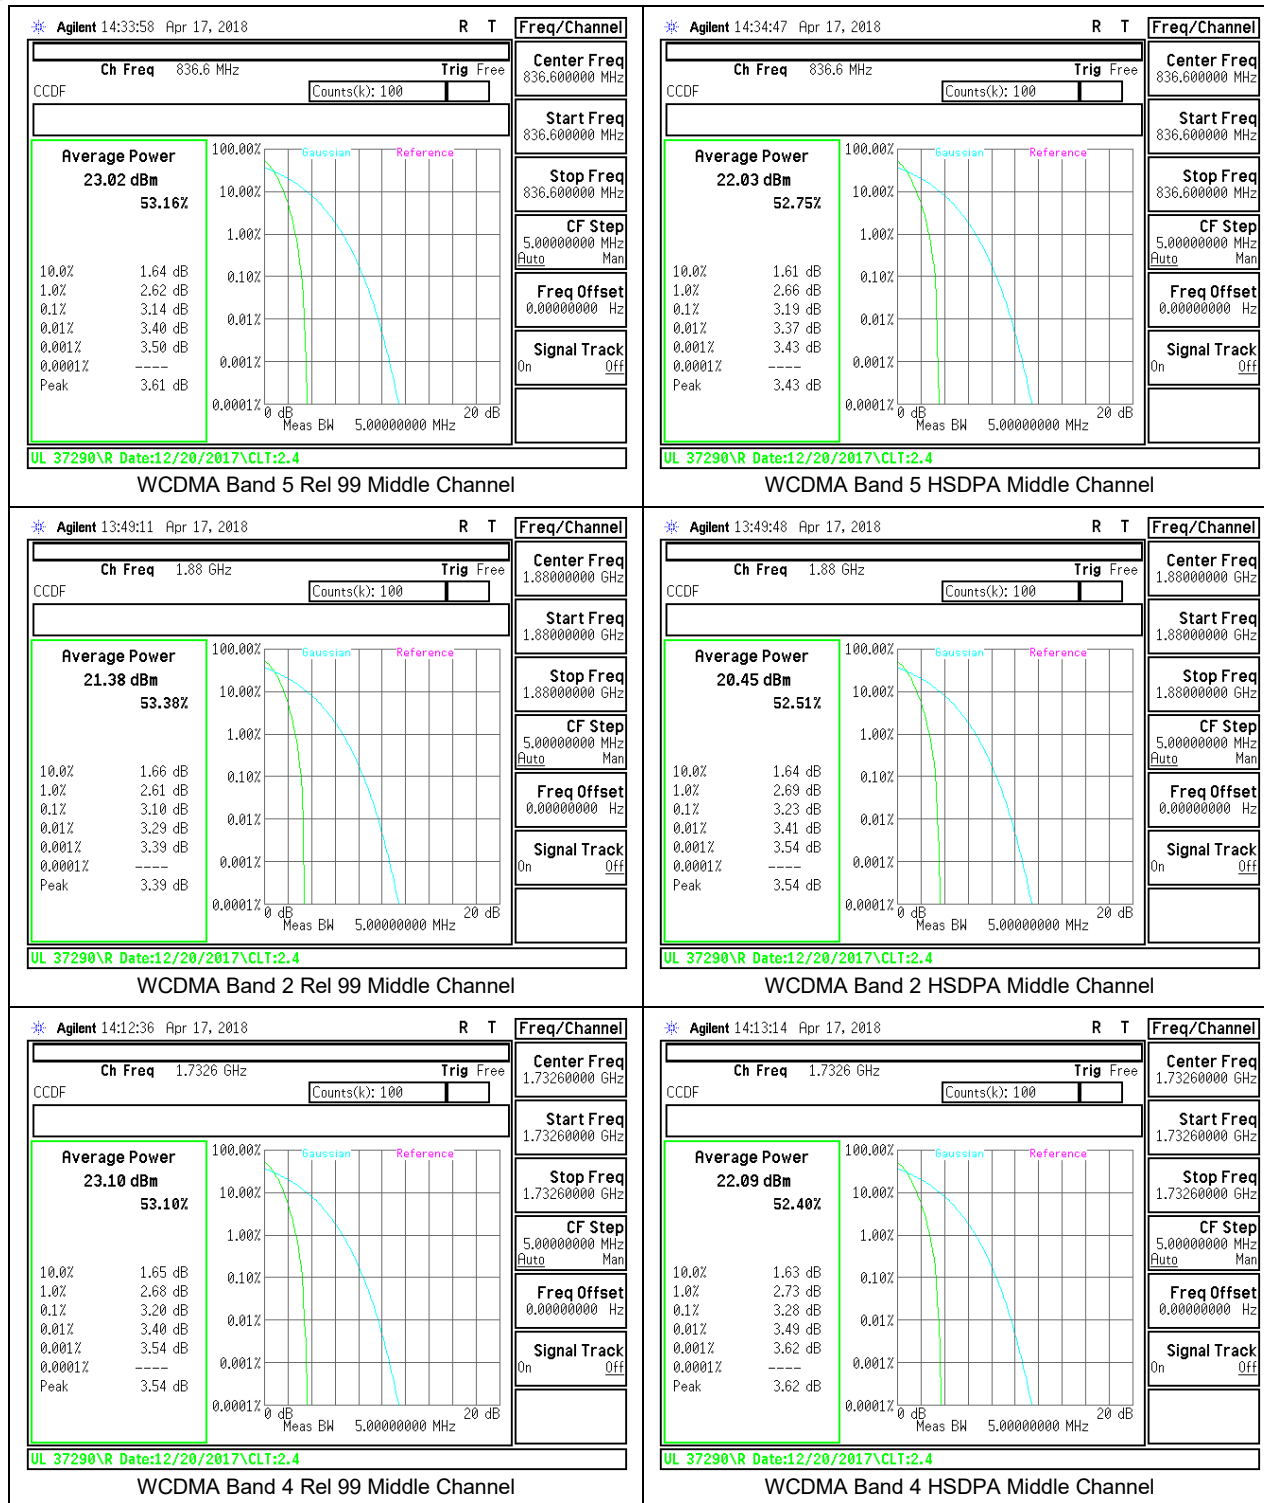 Agilent 14:33:58 Apr 17, 2018 R T Freq/Channel
Ch Freq 836.6 MHz Trig Free
CCDF Counts(k): 100
Average Power
23.02 dBm
53.16%
10.0% 1.64 dB
1.0% 2.62 dB
0.1% 3.14 dB
0.01% 3.40 dB
0.001% 3.50 dB
0.0001% ----
Peak 3.61 dB
Gaussian Reference
100.00%
10.00%
1.00%
0.10%
0.01%
0.001%
0.0001%
0 dB 20 dB
Meas BW 5.00000000 MHz
Center Freq
836.600000 MHz
Start Freq
836.600000 MHz
Stop Freq
836.600000 MHz
CF Step
5.00000000 MHz
Auto Man
Freq Offset
0.00000000 Hz
Signal Track
On Off
UL 37290\R Date:12/20/2017\CLT:2.4
WCDMA Band 5 Rel 99 Middle Channel
Agilent 14:34:47 Apr 17, 2018 R T Freq/Channel
Ch Freq 836.6 MHz Trig Free
CCDF Counts(k): 100
Average Power
22.03 dBm
52.75%
10.0% 1.61 dB
1.0% 2.66 dB
0.1% 3.19 dB
0.01% 3.37 dB
0.001% 3.43 dB
0.0001% ----
Peak 3.43 dB
Gaussian Reference
100.00%
10.00%
1.00%
0.10%
0.01%
0.001%
0.0001%
0 dB 20 dB
Meas BW 5.00000000 MHz
Center Freq
836.600000 MHz
Start Freq
836.600000 MHz
Stop Freq
836.600000 MHz
CF Step
5.00000000 MHz
Auto Man
Freq Offset
0.00000000 Hz
Signal Track
On Off
UL 37290\R Date:12/20/2017\CLT:2.4
WCDMA Band 5 HSDPA Middle Channel
Agilent 13:49:11 Apr 17, 2018 R T Freq/Channel
Ch Freq 1.88 GHz Trig Free
CCDF Counts(k): 100
Average Power
21.38 dBm
53.38%
10.0% 1.66 dB
1.0% 2.61 dB
0.1% 3.10 dB
0.01% 3.29 dB
0.001% 3.39 dB
0.0001% ----
Peak 3.39 dB
Gaussian Reference
100.00%
10.00%
1.00%
0.10%
0.01%
0.001%
0.0001%
0 dB 20 dB
Meas BW 5.00000000 MHz
Center Freq
1.88000000 GHz
Start Freq
1.88000000 GHz
Stop Freq
1.88000000 GHz
CF Step
5.00000000 MHz
Auto Man
Freq Offset
0.00000000 Hz
Signal Track
On Off
UL 37290\R Date:12/20/2017\CLT:2.4
WCDMA Band 2 Rel 99 Middle Channel
Agilent 13:49:48 Apr 17, 2018 R T Freq/Channel
Ch Freq 1.88 GHz Trig Free
CCDF Counts(k): 100
Average Power
20.45 dBm
52.51%
10.0% 1.64 dB
1.0% 2.69 dB
0.1% 3.23 dB
0.01% 3.41 dB
0.001% 3.54 dB
0.0001% ----
Peak 3.54 dB
Gaussian Reference
100.00%
10.00%
1.00%
0.10%
0.01%
0.001%
0.0001%
0 dB 20 dB
Meas BW 5.00000000 MHz
Center Freq
1.88000000 GHz
Start Freq
1.88000000 GHz
Stop Freq
1.88000000 GHz
CF Step
5.00000000 MHz
Auto Man
Freq Offset
0.00000000 Hz
Signal Track
On Off
UL 37290\R Date:12/20/2017\CLT:2.4
WCDMA Band 2 HSDPA Middle Channel
Agilent 14:12:36 Apr 17, 2018 R T Freq/Channel
Ch Freq 1.7326 GHz Trig Free
CCDF Counts(k): 100
Average Power
23.10 dBm
53.10%
10.0% 1.65 dB
1.0% 2.68 dB
0.1% 3.20 dB
0.01% 3.40 dB
0.001% 3.54 dB
0.0001% ----
Peak 3.54 dB
Gaussian Reference
100.00%
10.00%
1.00%
0.10%
0.01%
0.001%
0.0001%
0 dB 20 dB
Meas BW 5.00000000 MHz
Center Freq
1.73260000 GHz
Start Freq
1.73260000 GHz
Stop Freq
1.73260000 GHz
CF Step
5.00000000 MHz
Auto Man
Freq Offset
0.00000000 Hz
Signal Track
On Off
UL 37290\R Date:12/20/2017\CLT:2.4
WCDMA Band 4 Rel 99 Middle Channel
Agilent 14:13:14 Apr 17, 2018 R T Freq/Channel
Ch Freq 1.7326 GHz Trig Free
CCDF Counts(k): 100
Average Power
22.09 dBm
52.40%
10.0% 1.63 dB
1.0% 2.73 dB
0.1% 3.28 dB
0.01% 3.49 dB
0.001% 3.62 dB
0.0001% ----
Peak 3.62 dB
Gaussian Reference
100.00%
10.00%
1.00%
0.10%
0.01%
0.001%
0.0001%
0 dB 20 dB
Meas BW 5.00000000 MHz
Center Freq
1.73260000 GHz
Start Freq
1.73260000 GHz
Stop Freq
1.73260000 GHz
CF Step
5.00000000 MHz
Auto Man
Freq Offset
0.00000000 Hz
Signal Track
On Off
UL 37290\R Date:12/20/2017\CLT:2.4
WCDMA Band 4 HSDPA Middle Channel